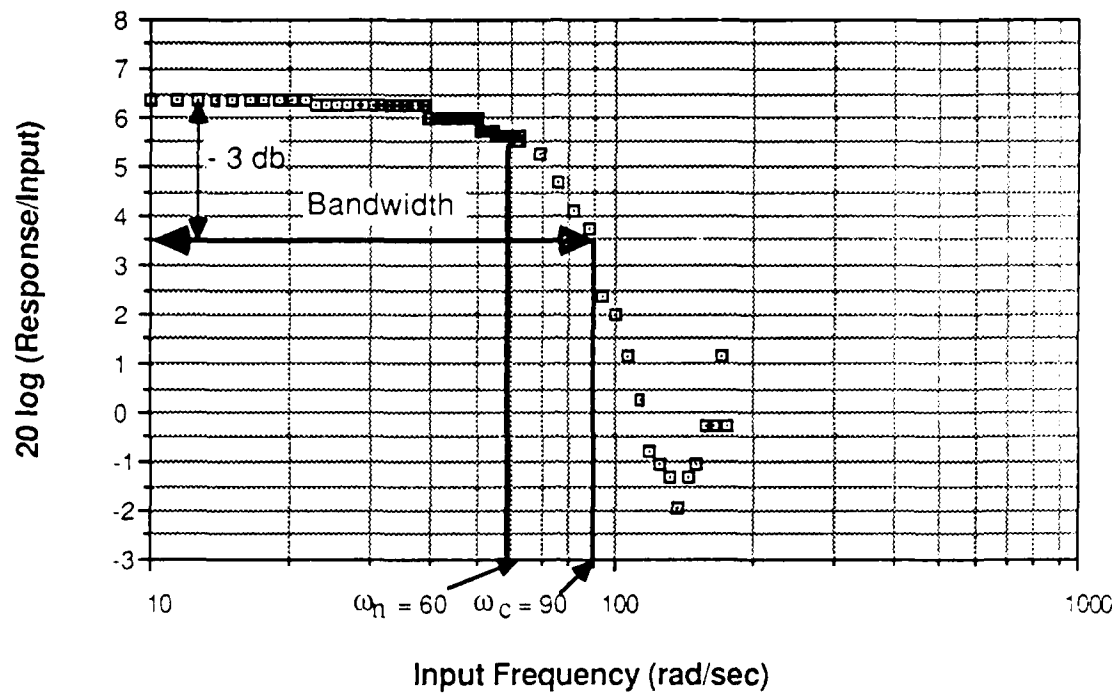 8
7
6
5
4
3
2
1
0
-1
-2
-3
20 log (Response/Input)
- 3 db
Bandwidth
10
ωn = 60
ωc = 90
100
1000
Input Frequency (rad/sec)